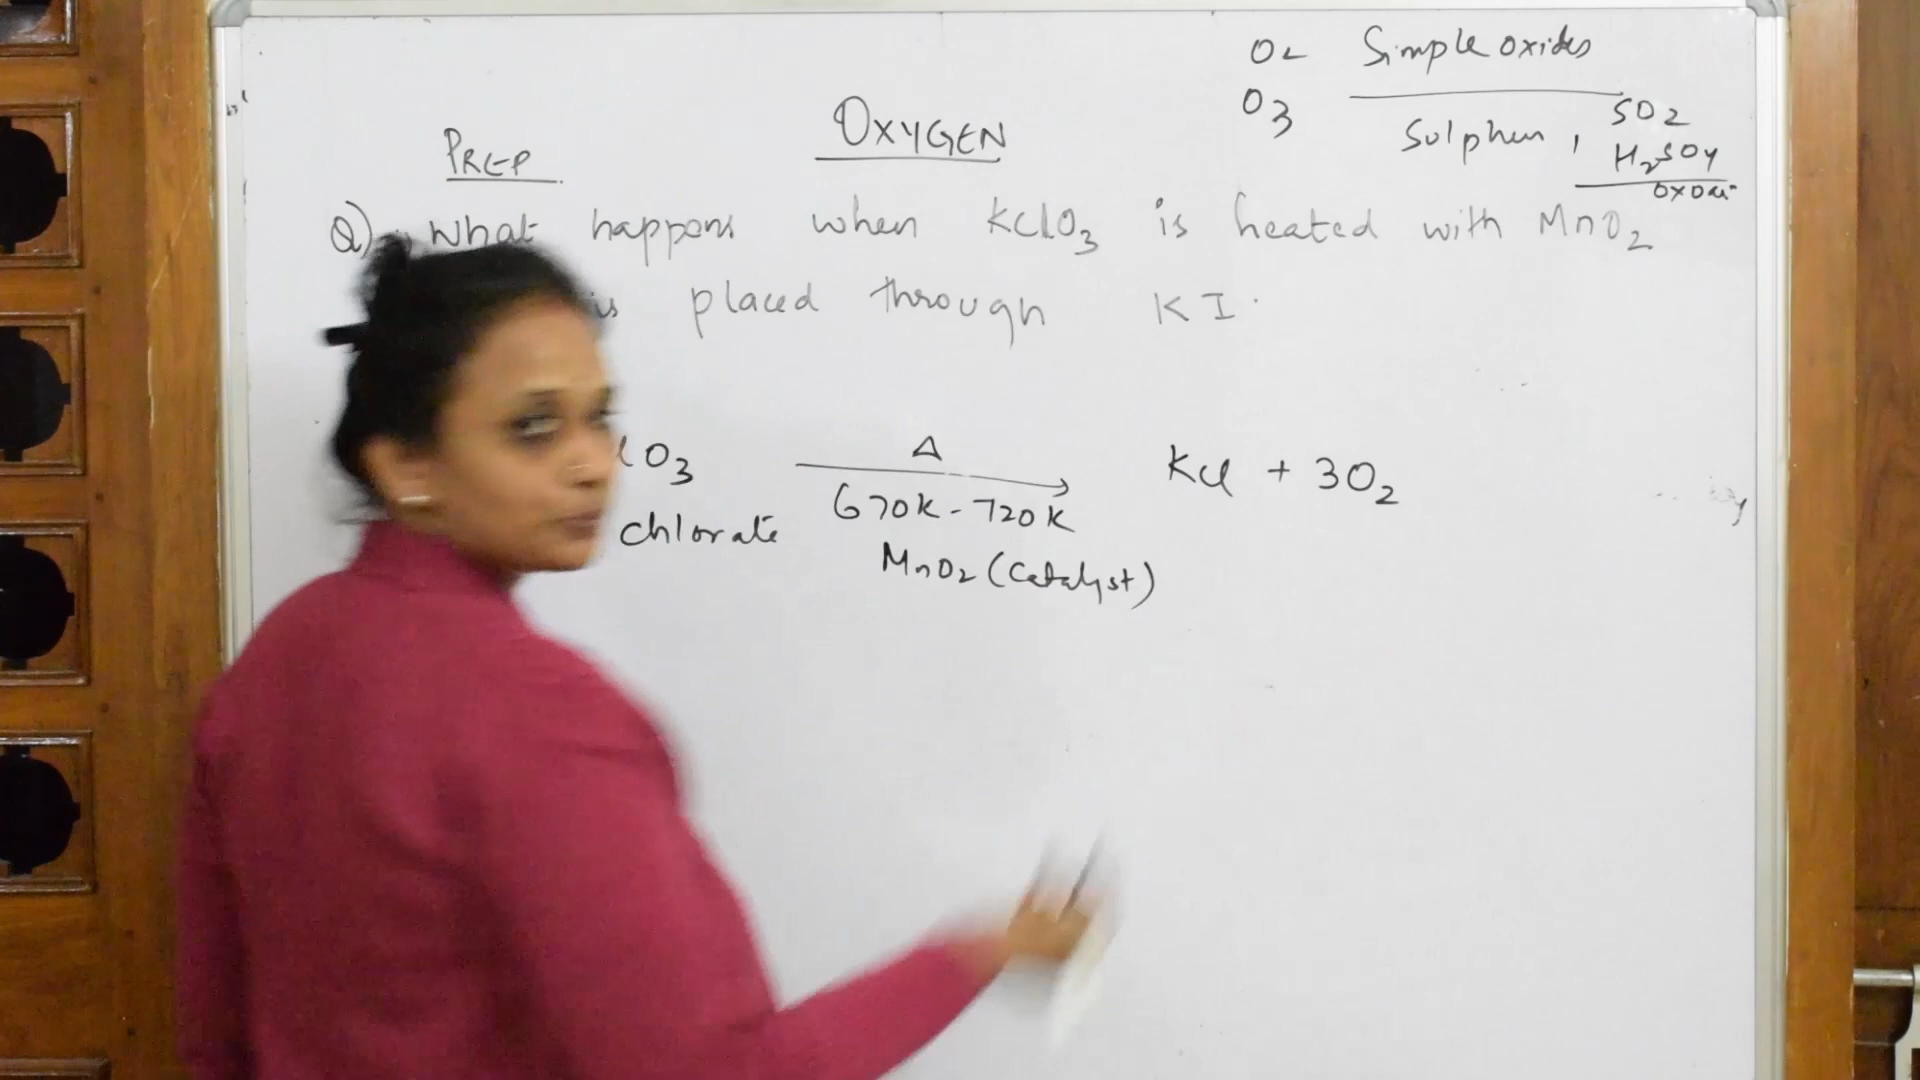 O2 Simple oxides
O3 Sulphur, SO2
H2SO4
OXYGEN
PREP
Q) What happens when KClO3 is heated with MnO2
is placed through KI.
lO3 Δ KCl + 3O2
chlorate 670K - 720K
MnO2 (Catalyst)